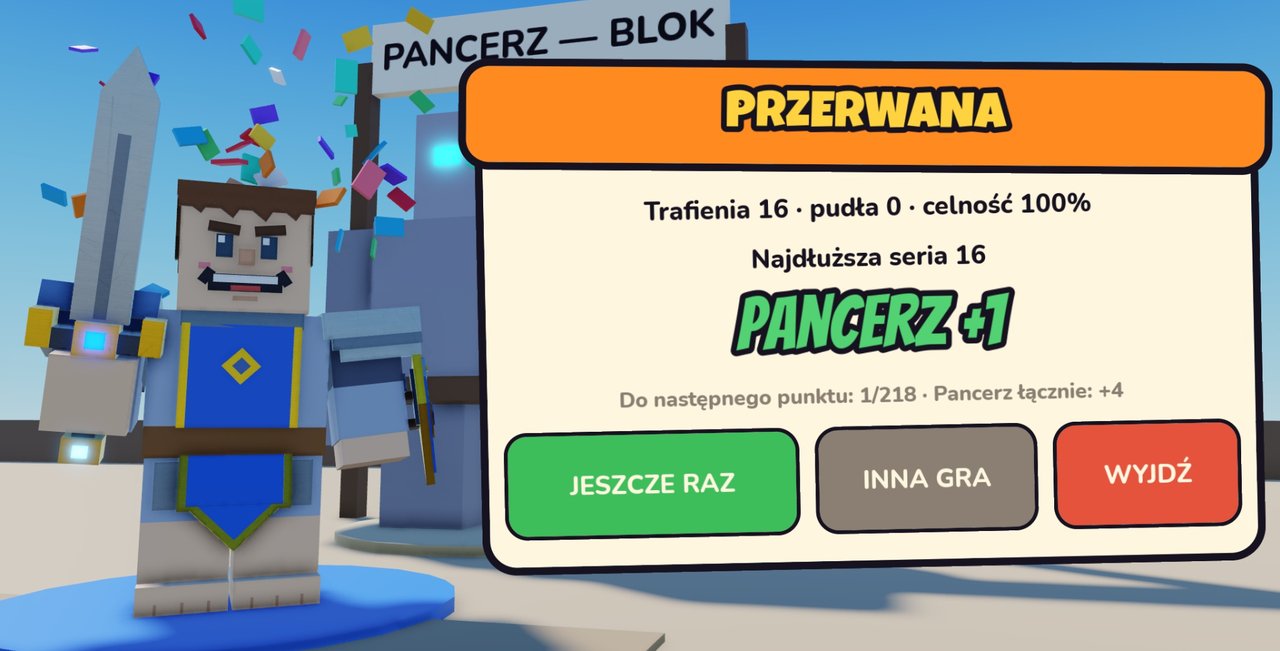 PANCERZ — BLOK
PRZERWANA
Trafienia 16 · pudła 0 · celność 100%
Najdłuższa seria 16
PANCERZ +1
Do następnego punktu: 1/218 · Pancerz łącznie: +4
JESZCZE RAZ
INNA GRA
WYJDŹ